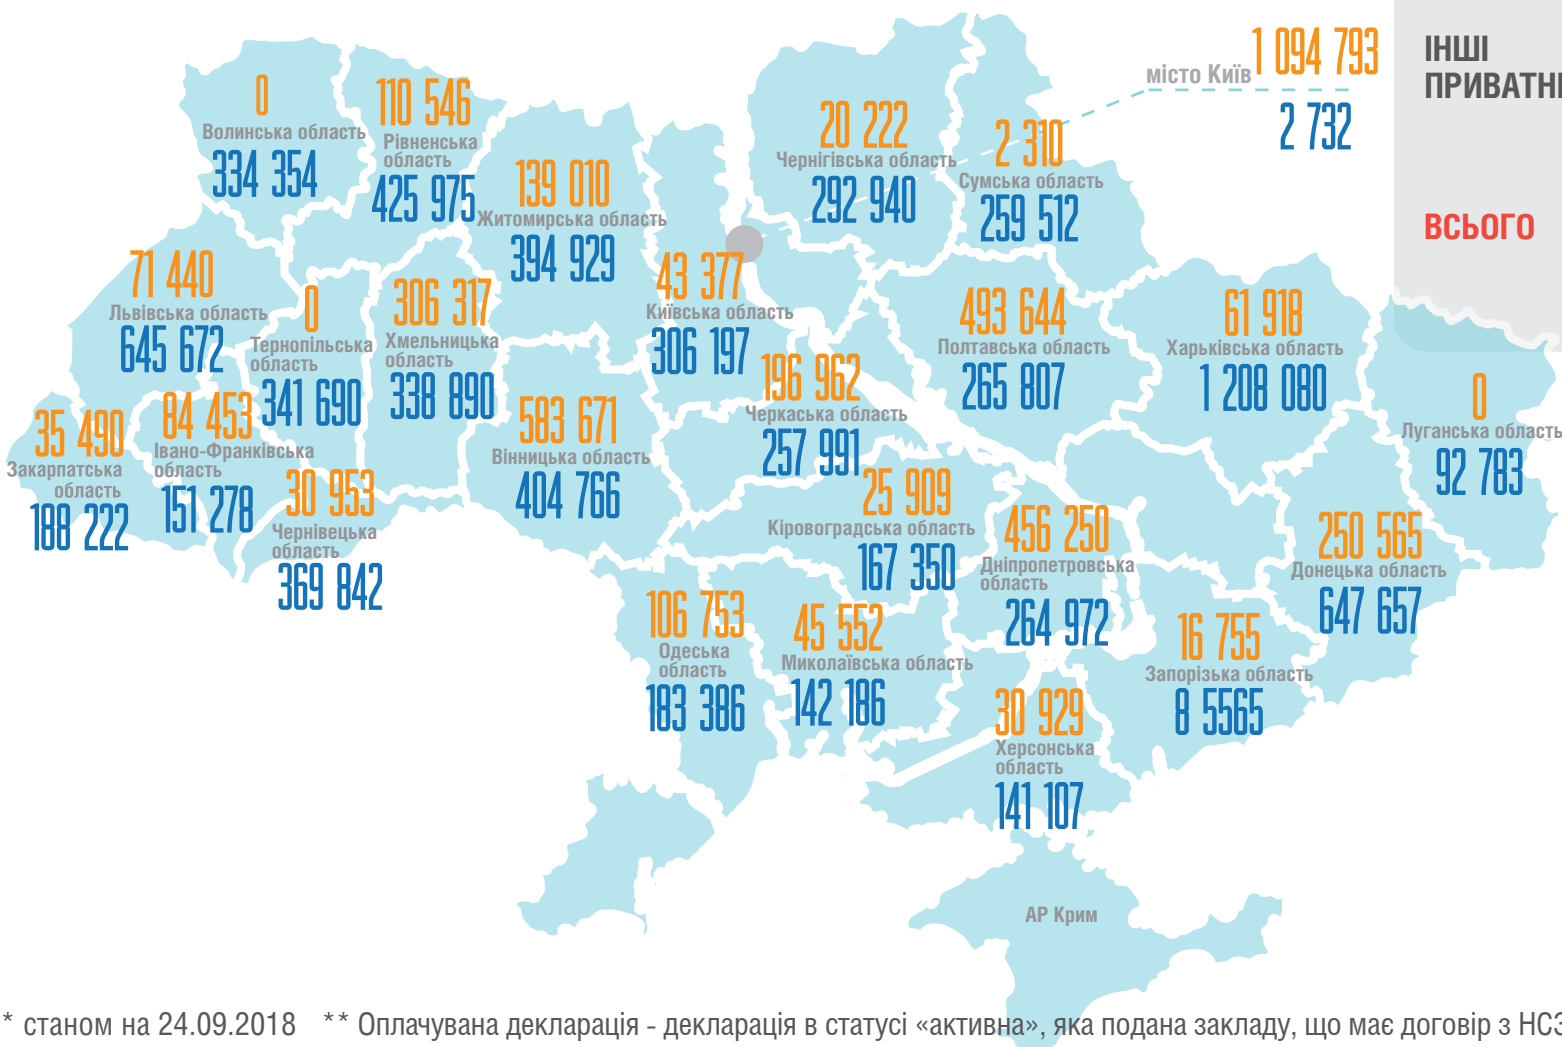 місто Київ 1 094 793
2 732
ІНШІ
ПРИВАТНІ
ВСЬОГО
0
Волинська область
334 354
110 546
Рівненська
область
425 975
139 010
Житомирська область
394 929
20 222
Чернігівська область
292 940
2 310
Сумська область
259 512
71 440
Львівська область
645 672
0
Тернопільська
область
341 690
306 317
Хмельницька
область
338 890
43 377
Київська область
306 197
493 644
Полтавська область
265 807
61 918
Харьківська область
1 208 080
196 962
Черкаська область
257 991
0
Луганська область
92 783
35 490
Закарпатська
область
188 222
84 453
Івано-Франківська
область
151 278
30 953
Чернівецька
область
369 842
583 671
Вінницька область
404 766
25 909
Кіровоградська область
167 350
456 250
Дніпропетровська
область
264 972
250 565
Донецька область
647 657
106 753
Одеська
область
183 386
45 552
Миколаївська область
142 186
16 755
Запорізька область
8 5565
30 929
Херсонська
область
141 107
АР Крим
* станом на 24.09.2018 ** Оплачувана декларація - декларація в статусі «активна», яка подана закладу, що має договір з НСЗ